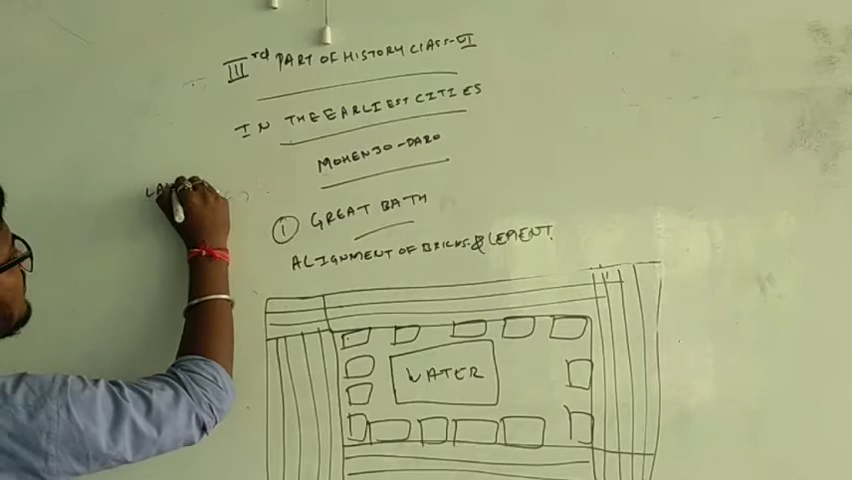 IIIrd PART OF HISTORY CLASS-VI
IN THE EARLIEST CITIES
MOHENJO-DARO
LA
① GREAT BATH
ALIGNMENT OF BRICKS & CEMENT.
WATER